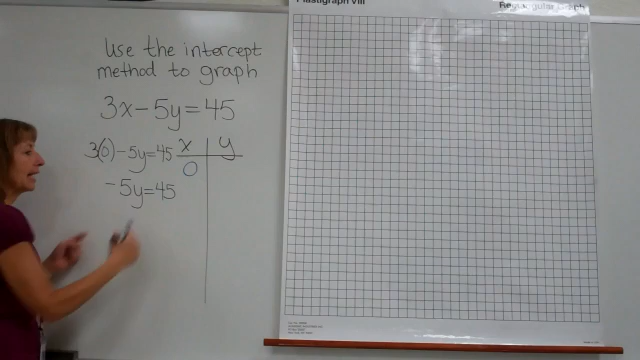 Plastigraph VIII
Use the intercept
method to graph
3x-5y=45
3(0)-5y=45
x y
0
-5y=45